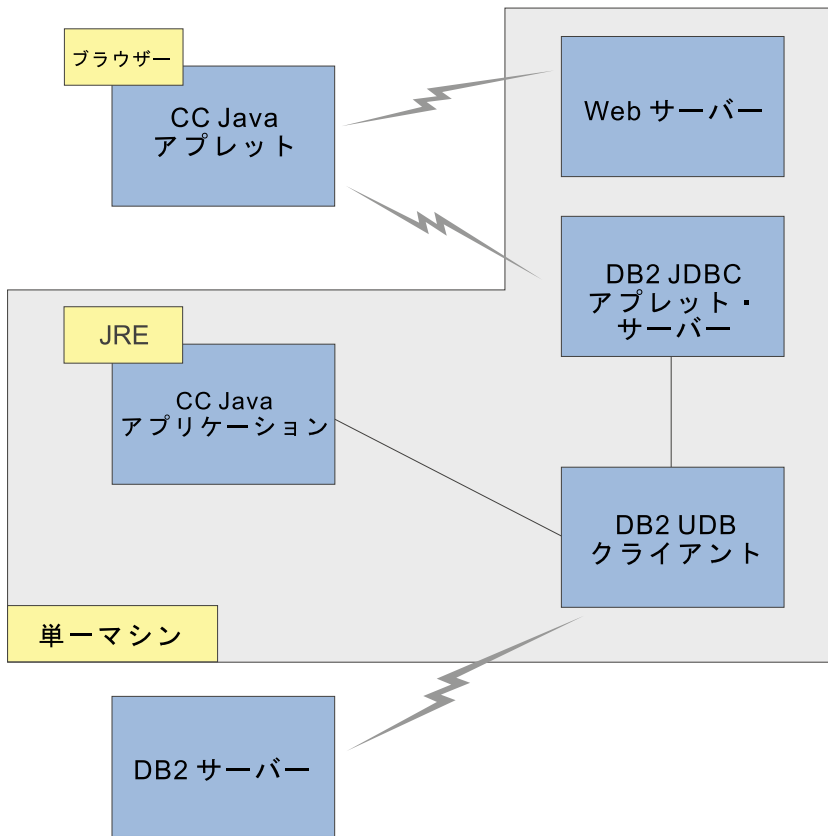 ブラウザー
CC Java
アプレット
Web サーバー
DB2 JDBC
アプレット・
サーバー
JRE
CC Java
アプリケーション
DB2 UDB
クライアント
単一マシン
DB2 サーバー